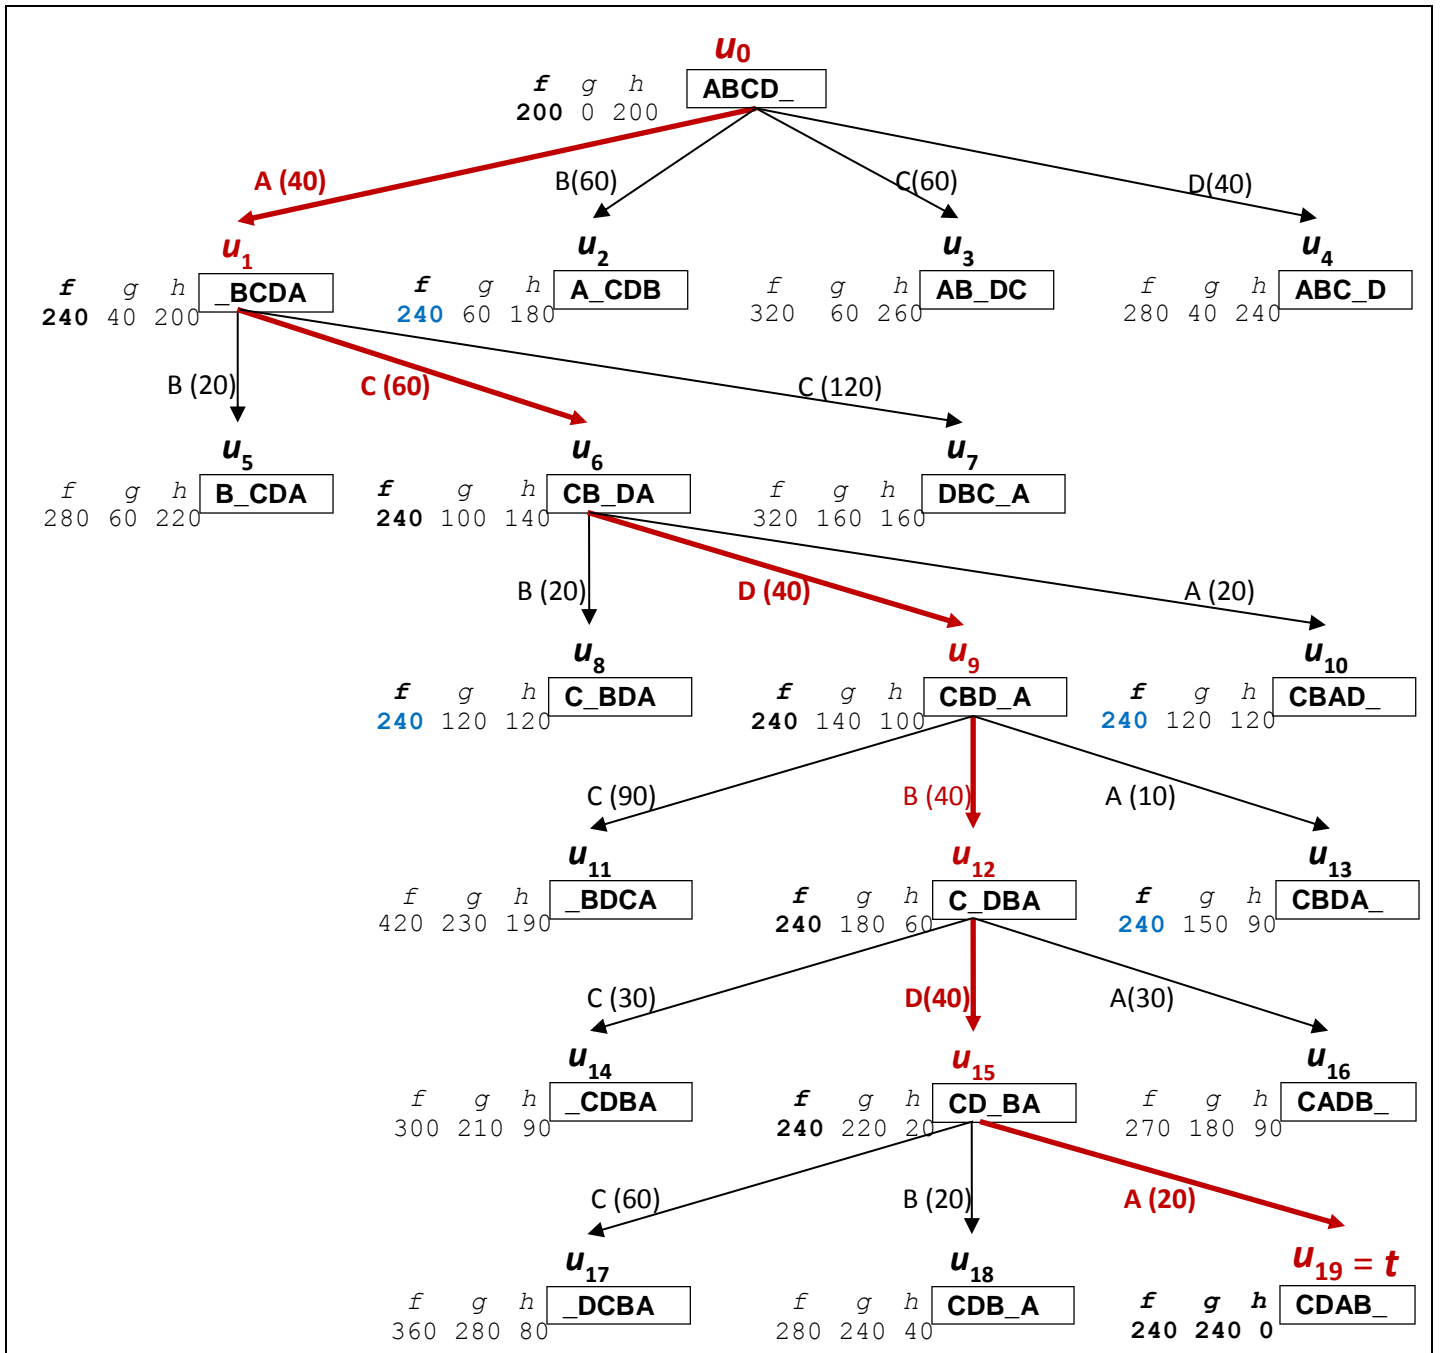 u0
f g h ABCD_
200 0 200
A (40) B(60) C(60) D(40)
u1 u2 u3 u4
f g h _BCDA f g h A_CDB f g h AB_DC f g h ABC_D
240 40 200 240 60 180 320 60 260 280 40 240
B (20) C (60) C (120)
u5 u6 u7
f g h B_CDA f g h CB_DA f g h DBC_A
280 60 220 240 100 140 320 160 160
B (20) D (40) A (20)
u8 u9 u10
f g h C_BDA f g h CBD_A f g h CBAD_
240 120 120 240 140 100 240 120 120
C (90) B (40) A (10)
u11 u12 u13
f g h _BDCA f g h C_DBA f g h CBDA_
420 230 190 240 180 60 240 150 90
C (30) D(40) A(30)
u14 u15 u16
f g h _CDBA f g h CD_BA f g h CADB_
300 210 90 240 220 20 270 180 90
C (60) B (20) A (20)
u17 u18 u19 = t
f g h _DCBA f g h CDB_A f g h CDAB_
360 280 80 280 240 40 240 240 0